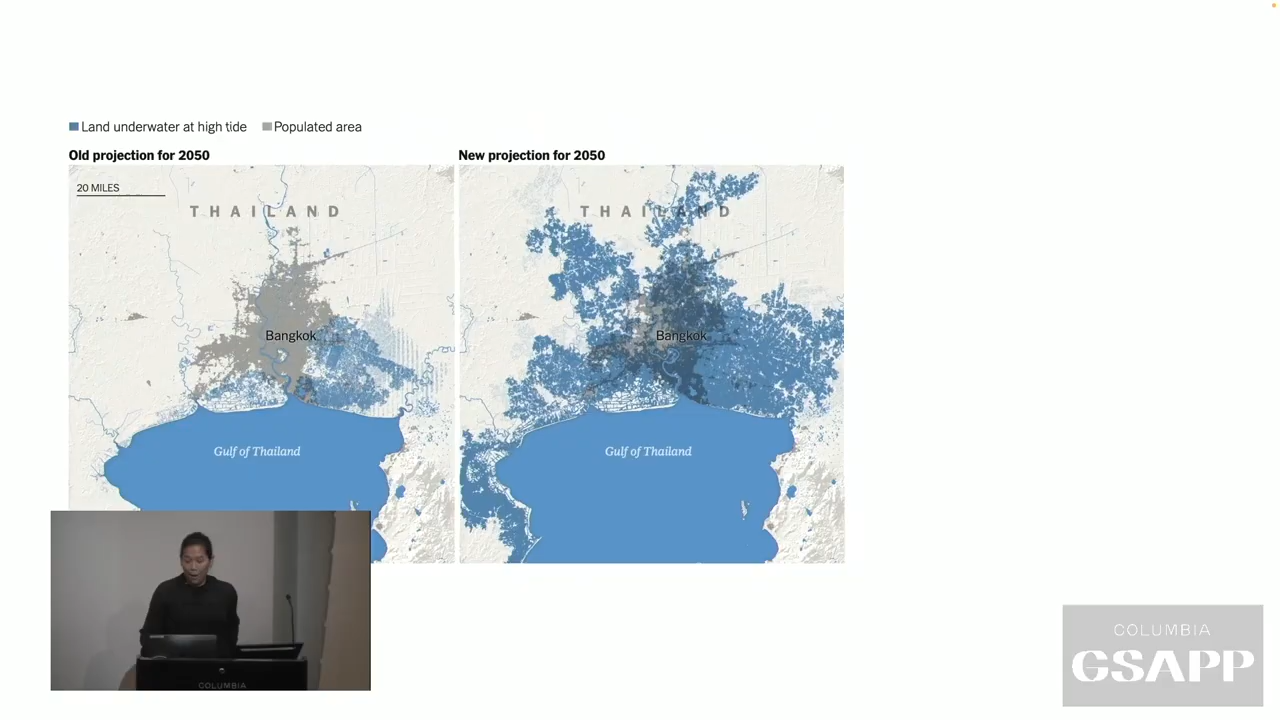 Land underwater at high tide
Populated area
Old projection for 2050
New projection for 2050
20 MILES
THAILAND
THAILAND
Bangkok
Bangkok
Gulf of Thailand
Gulf of Thailand
COLUMBIA
COLUMBIA
GSAPP